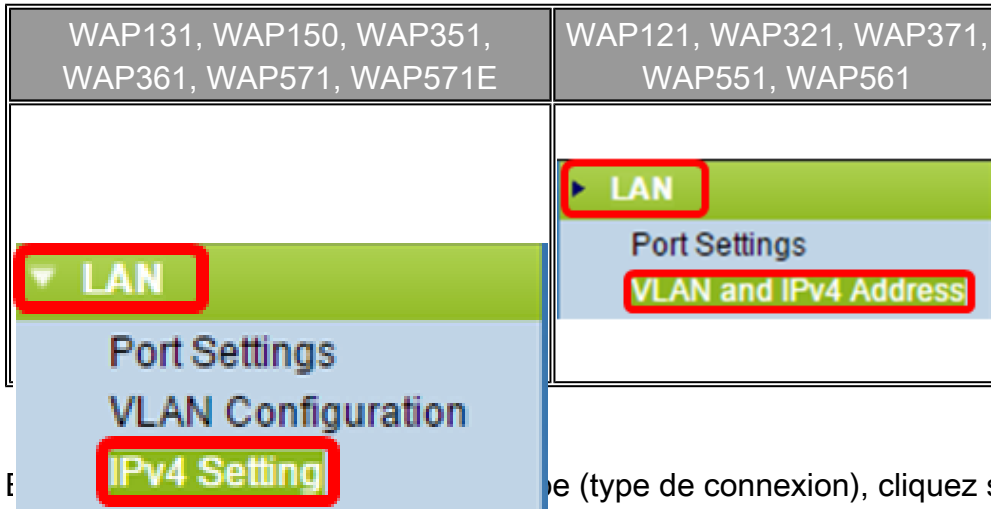 WAP131, WAP150, WAP351,
WAP361, WAP571, WAP571E
WAP121, WAP321, WAP371,
WAP551, WAP561
LAN
Port Settings
VLAN Configuration
IPv4 Setting
LAN
Port Settings
VLAN and IPv4 Address
(type de connexion), cliquez